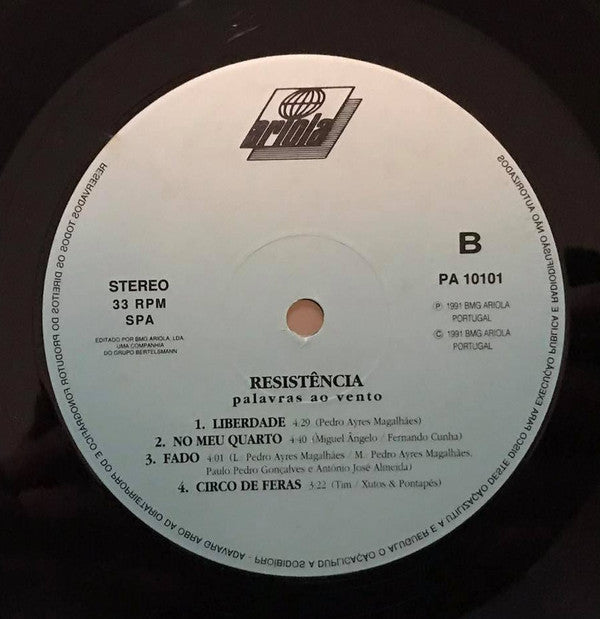 ariola
B
STEREO
33 RPM
SPA
PA 10101
EDITADO POR BMG ARIOLA, LDA.
UMA COMPANHIA
DO GRUPO BERTELSMANN
Ⓟ 1991 BMG ARIOLA
PORTUGAL
© 1991 BMG ARIOLA
PORTUGAL
RESISTÊNCIA
palavras ao vento
1. LIBERDADE 4:29 (Pedro Ayres Magalhães)
2. NO MEU QUARTO 4:40 (Miguel Angelo / Fernando Cunha)
3. FADO 4:01 (L: Pedro Ayres Magalhães / M: Pedro Ayres Magalhães,
Paulo Pedro Gonçalves e António José Almeida)
4. CIRCO DE FERAS 3:22 (Tim / Xutos & Pontapés)
RESERVADOS TODOS OS DIREITOS DO PRODUTOR FONOGRÁFICO E DO PROPRIETÁRIO DA OBRA GRAVADA - PROIBIDOS A DUPLICAÇÃO O ALUGUER E A UTILIZAÇÃO DESTE DISCO PARA EXECUÇÃO PÚBLICA E RADIODIFUSÃO NÃO AUTORIZADOS